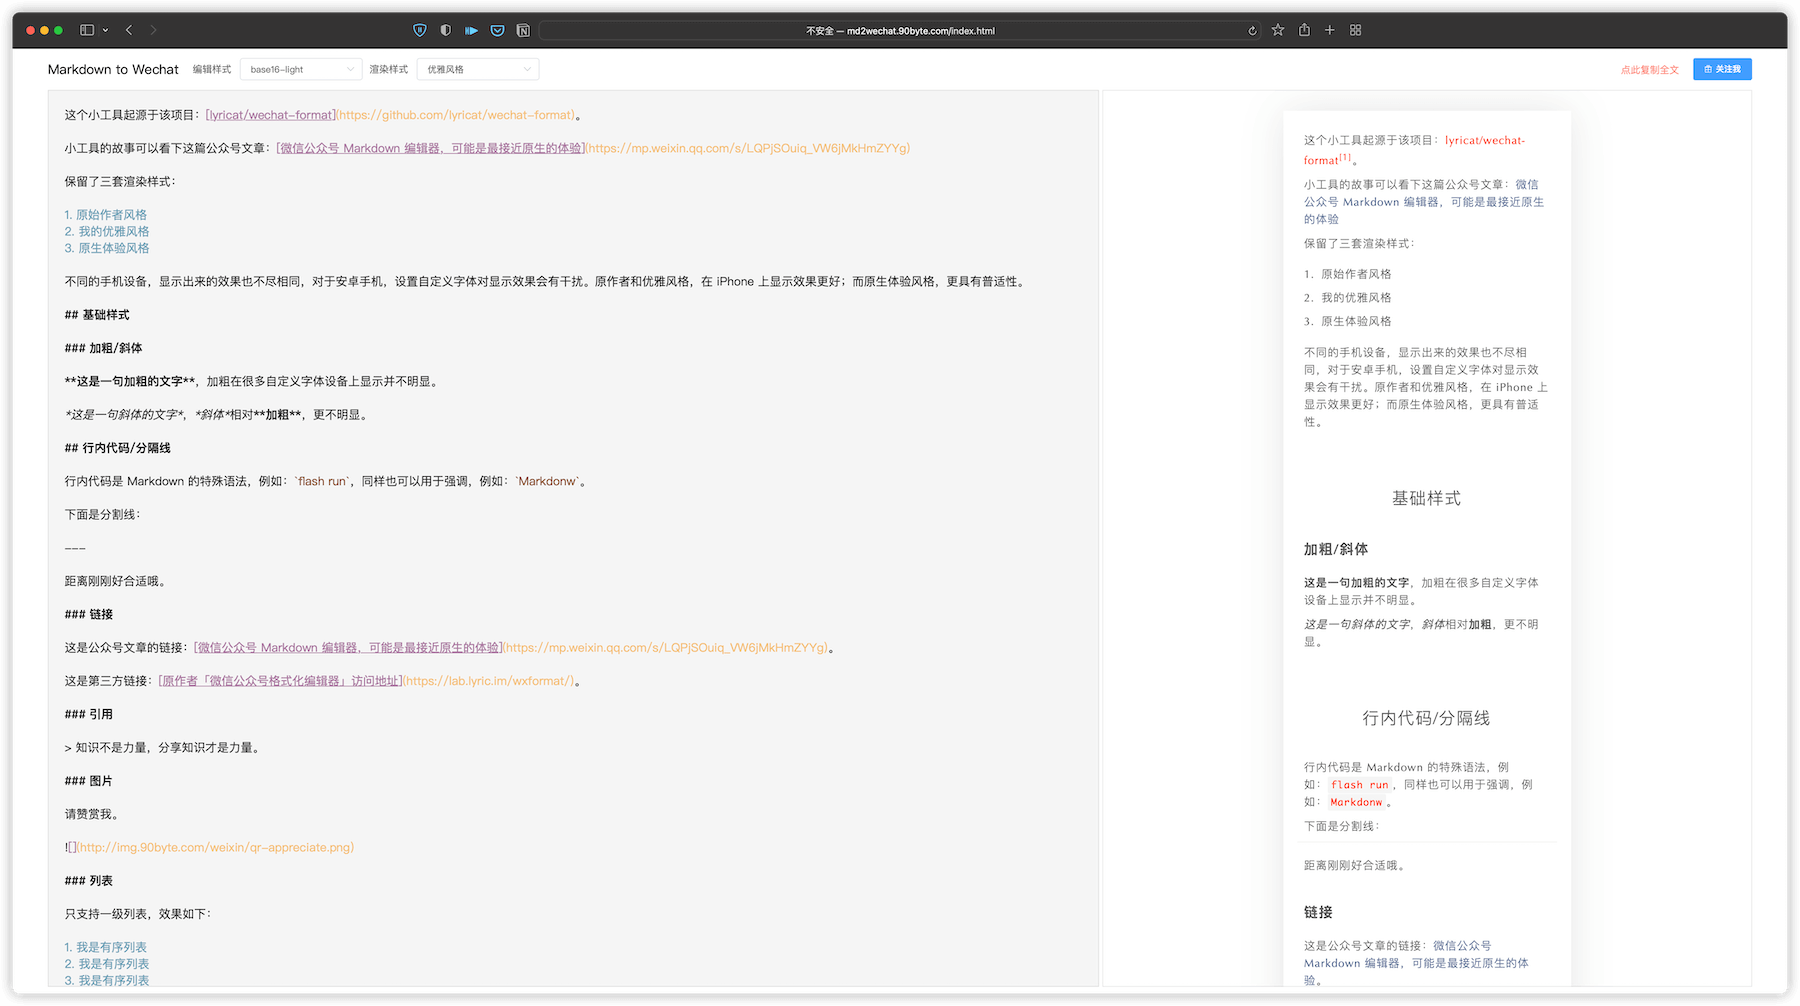 不安全 — md2wechat.90byte.com/index.html
Markdown to Wechat 编辑样式 base16-light 渲染样式 优雅风格 点此复制全文 关注我
这个小工具起源于该项目：[lyricat/wechat-format](https://github.com/lyricat/wechat-format)。
小工具的故事可以看下这篇公众号文章：[微信公众号 Markdown 编辑器，可能是最接近原生的体验](https://mp.weixin.qq.com/s/LQPjSOuiq_VW6jMkHmZYYg)
保留了三套渲染样式：
1. 原始作者风格
2. 我的优雅风格
3. 原生体验风格
不同的手机设备，显示出来的效果也不尽相同，对于安卓手机，设置自定义字体对显示效果会有干扰。原作者和优雅风格，在 iPhone 上显示效果更好；而原生体验风格，更具有普适性。
## 基础样式
### 加粗/斜体
**这是一句加粗的文字**，加粗在很多自定义字体设备上显示并不明显。
*这是一句斜体的文字*，*斜体*相对**加粗**，更不明显。
## 行内代码/分隔线
行内代码是 Markdown 的特殊语法，例如：`flash run`，同样也可以用于强调，例如：`Markdonw`。
下面是分割线：
---
距离刚刚好合适哦。
### 链接
这是公众号文章的链接：[微信公众号 Markdown 编辑器，可能是最接近原生的体验](https://mp.weixin.qq.com/s/LQPjSOuiq_VW6jMkHmZYYg)。
这是第三方链接：[原作者「微信公众号格式化编辑器」访问地址](https://lab.lyric.im/wxformat/)。
### 引用
> 知识不是力量，分享知识才是力量。
### 图片
请赞赏我。
![](http://img.90byte.com/weixin/qr-appreciate.png)
### 列表
只支持一级列表，效果如下：
1. 我是有序列表
2. 我是有序列表
3. 我是有序列表
这个小工具起源于该项目：lyricat/wechat-
format[1]。
小工具的故事可以看下这篇公众号文章：微信
公众号 Markdown 编辑器，可能是最接近原生
的体验
保留了三套渲染样式：
1. 原始作者风格
2. 我的优雅风格
3. 原生体验风格
不同的手机设备，显示出来的效果也不尽相
同，对于安卓手机，设置自定义字体对显示效
果会有干扰。原作者和优雅风格，在 iPhone 上
显示效果更好；而原生体验风格，更具有普适
性。
基础样式
加粗/斜体
这是一句加粗的文字，加粗在很多自定义字体
设备上显示并不明显。
这是一句斜体的文字，斜体相对加粗，更不明
显。
行内代码/分隔线
行内代码是 Markdown 的特殊语法，例
如： flash run，同样也可以用于强调，例
如： Markdonw 。
下面是分割线：
距离刚刚好合适哦。
链接
这是公众号文章的链接：微信公众号
Markdown 编辑器，可能是最接近原生的体
验。